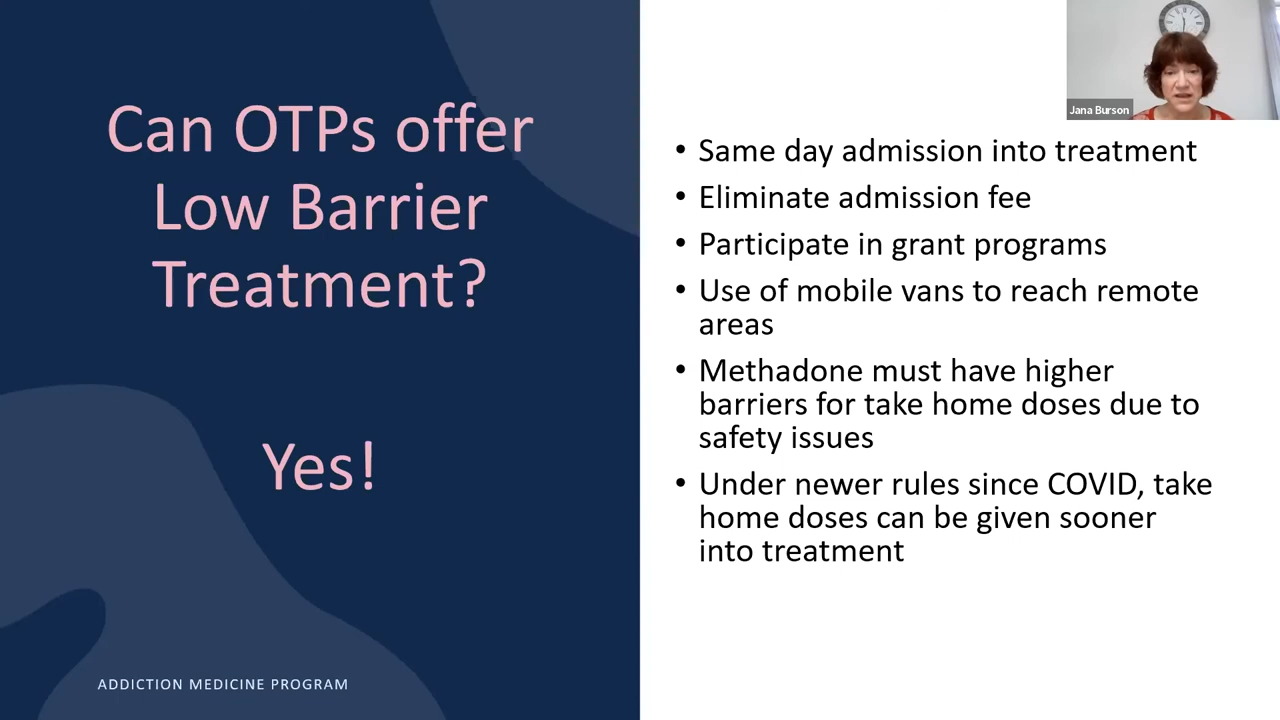 Can OTPs offer
Low Barrier
Treatment?
Yes!
ADDICTION MEDICINE PROGRAM
Jana Burson
• Same day admission into treatment
• Eliminate admission fee
• Participate in grant programs
• Use of mobile vans to reach remote
areas
• Methadone must have higher
barriers for take home doses due to
safety issues
• Under newer rules since COVID, take
home doses can be given sooner
into treatment